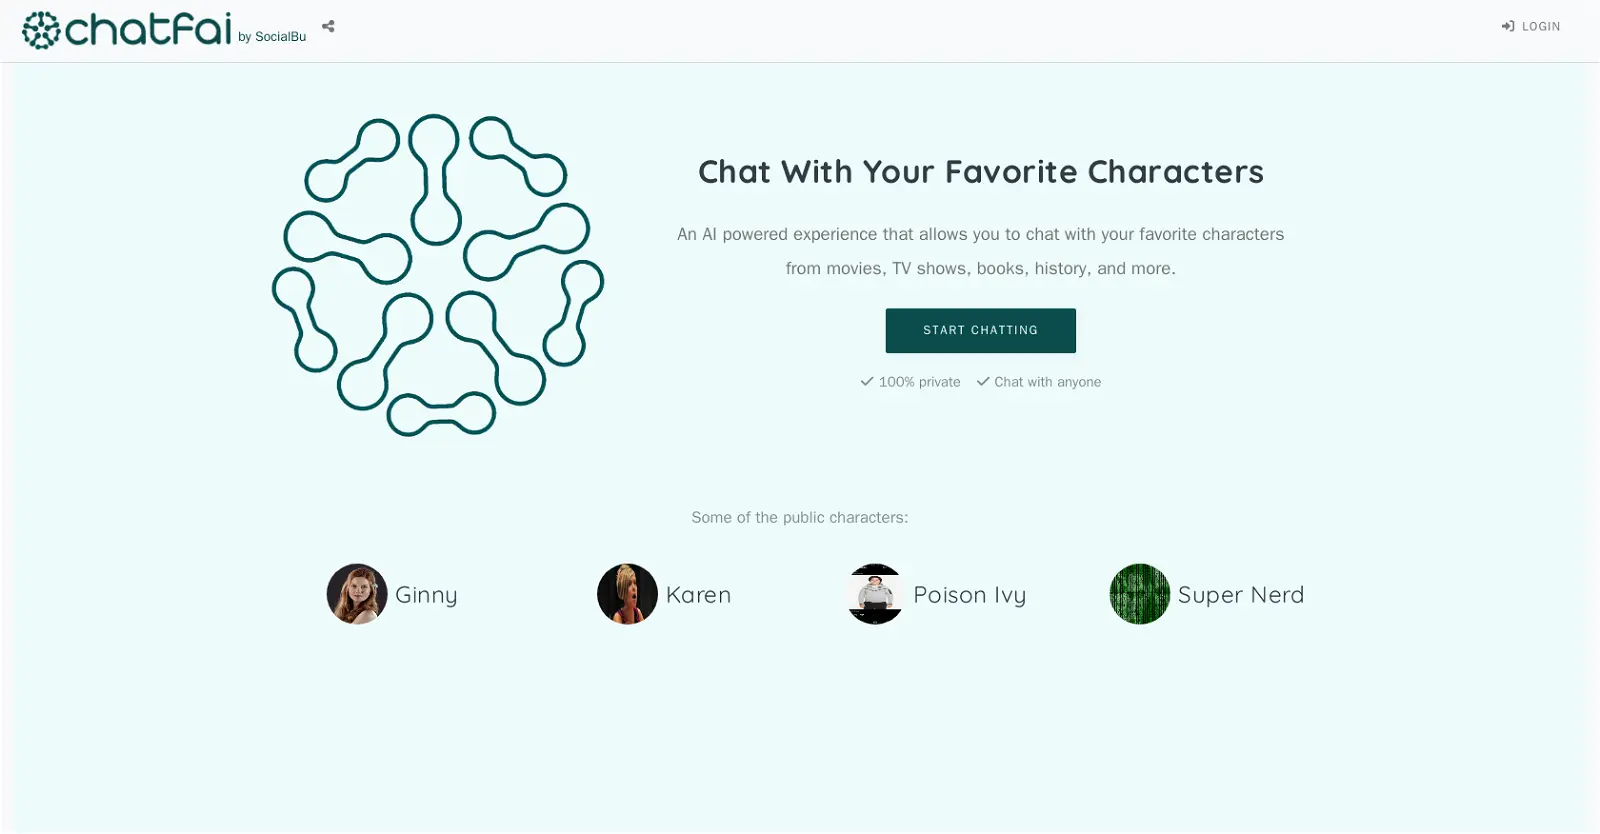 chatfai by SocialBu
LOGIN
Chat With Your Favorite Characters
An AI powered experience that allows you to chat with your favorite characters
from movies, TV shows, books, history, and more.
START CHATTING
100% private Chat with anyone
Some of the public characters:
Ginny Karen Poison Ivy Super Nerd